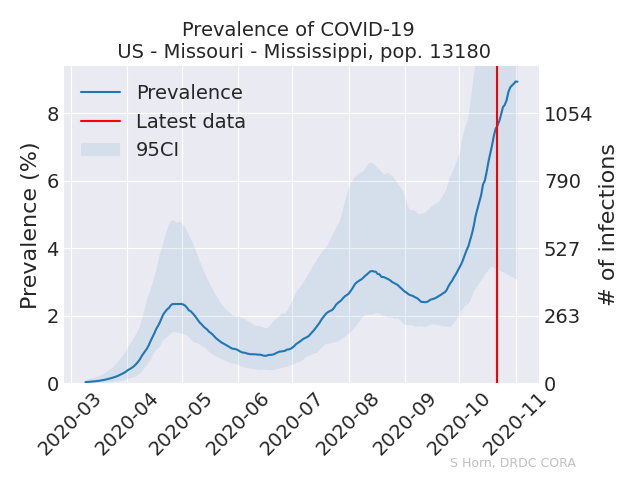 Prevalence of COVID-19
US - Missouri - Mississippi, pop. 13180
Prevalence
Latest data
95CI
Prevalence (%)
8
6
4
2
0
1054
790
527
263
0
# of infections
2020-03
2020-04
2020-05
2020-06
2020-07
2020-08
2020-09
2020-10
2020-11
S Horn, DRDC CORA